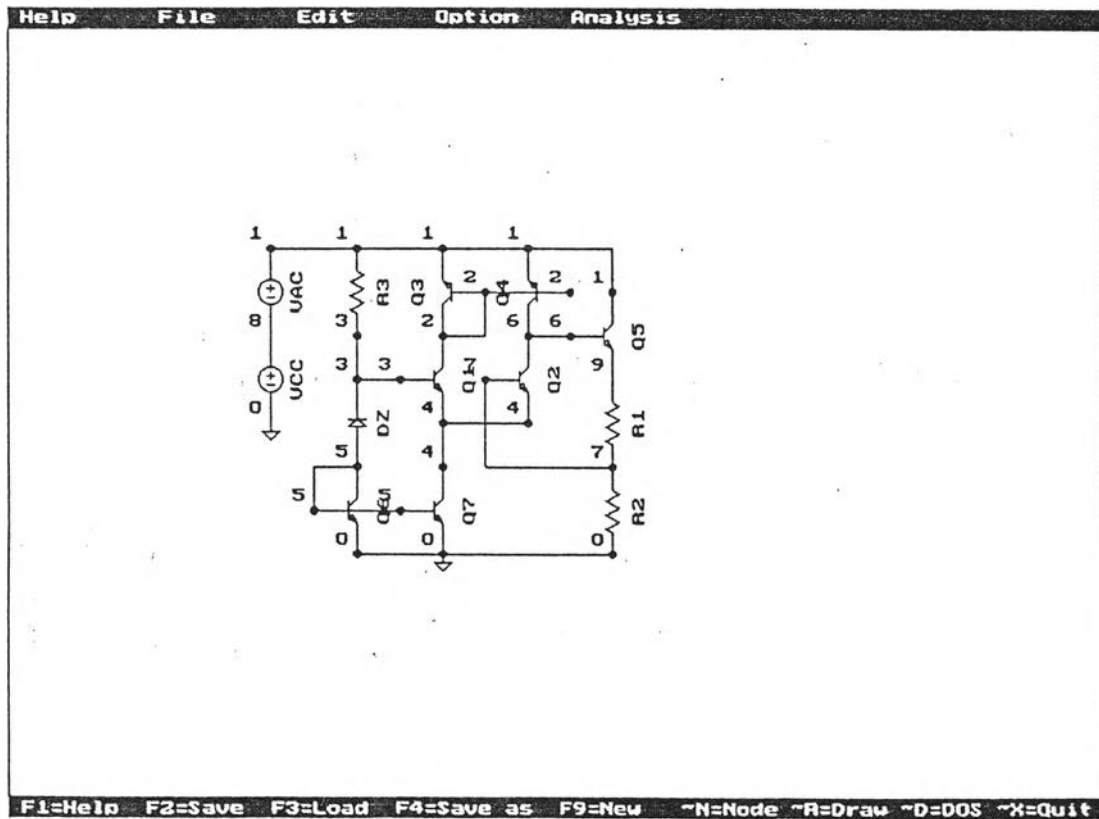 Help File Edit Option Analysis
1 1 1 1
VAC R3 Q3 2 Q4 2 1
8 3 2 6 6 Q5
VCC 3 3 Q1 7 Q2 9
0 DZ 4 4 R1
5 4 7
5 Q6 5 Q7 R2
0 0 0
F1=Help F2=Save F3=Load F4=Save as F9=New ~N=Node ~R=Draw ~D=DOS ~X=Quit